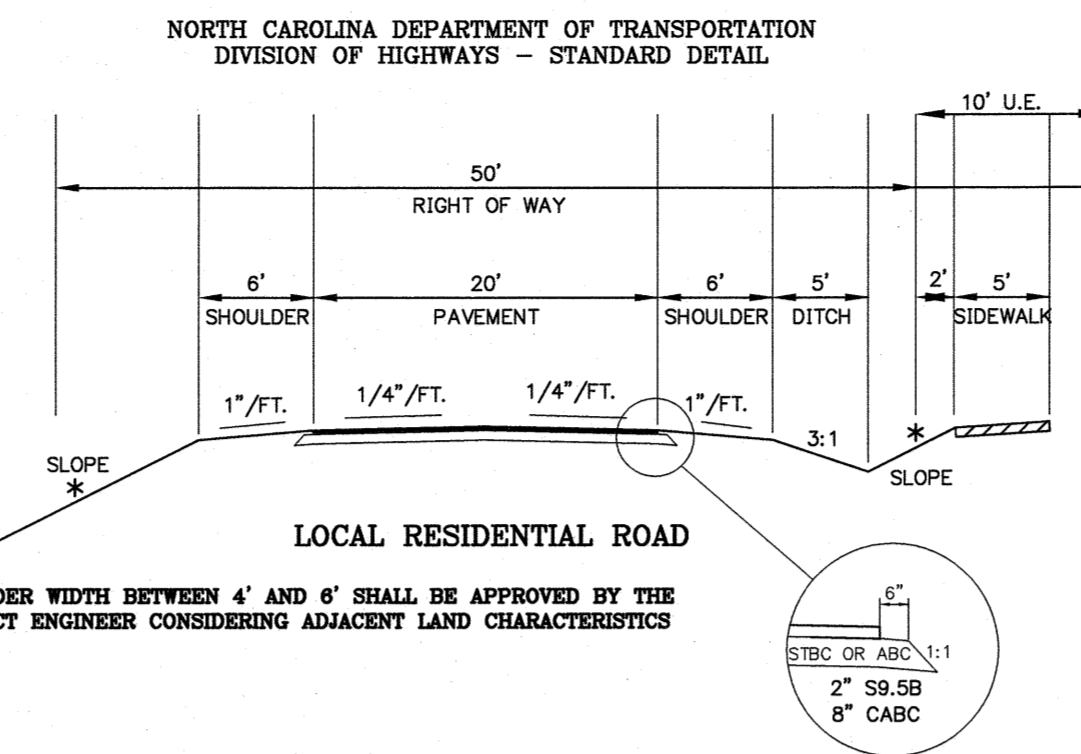 NORTH CAROLINA DEPARTMENT OF TRANSPORTATION
DIVISION OF HIGHWAYS – STANDARD DETAIL
10' U.E.
50'
RIGHT OF WAY
6' 20' 6' 5' 2' 5'
SHOULDER PAVEMENT SHOULDER DITCH SIDEWALK
1"/FT. 1/4"/FT. 1/4"/FT. 1"/FT.
3:1 *
SLOPE SLOPE
*
LOCAL RESIDENTIAL ROAD
WIDTH BETWEEN 4' AND 6' SHALL BE APPROVED BY THE
ENGINEER CONSIDERING ADJACENT LAND CHARACTERISTICS
6"
STBC OR ABC 1:1
2" S9.5B
8" CABC